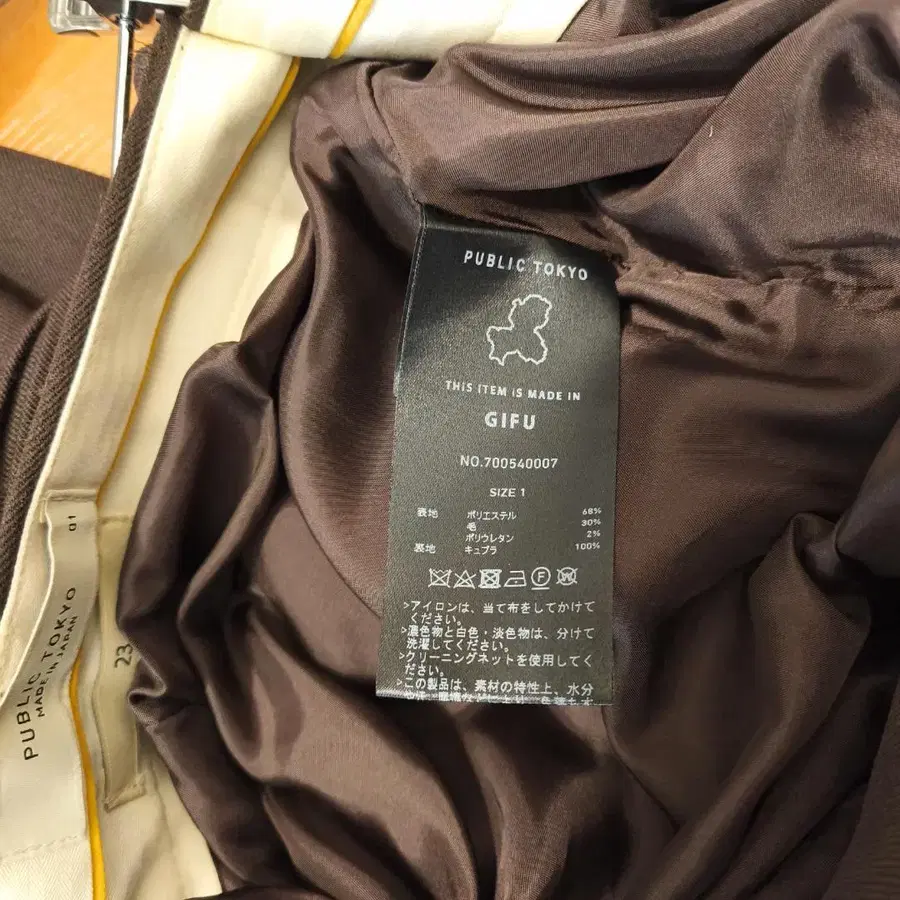 PUBLIC TOKYO
THIS ITEM IS MADE IN
GIFU
NO.700540007
SIZE 1
表地 ポリエステル 68%
毛 30%
ポリウレタン 2%
裏地 キュプラ 100%
F W
>アイロンは、当て布をしてかけて
ください。
>濃色物と白色・淡色物は、分けて
洗濯してください。
>クリーニングネットを使用してく
ださい。
>この製品は、素材の特性上、水分
01
PUBLIC TOKYO
MADE IN JAPAN
23